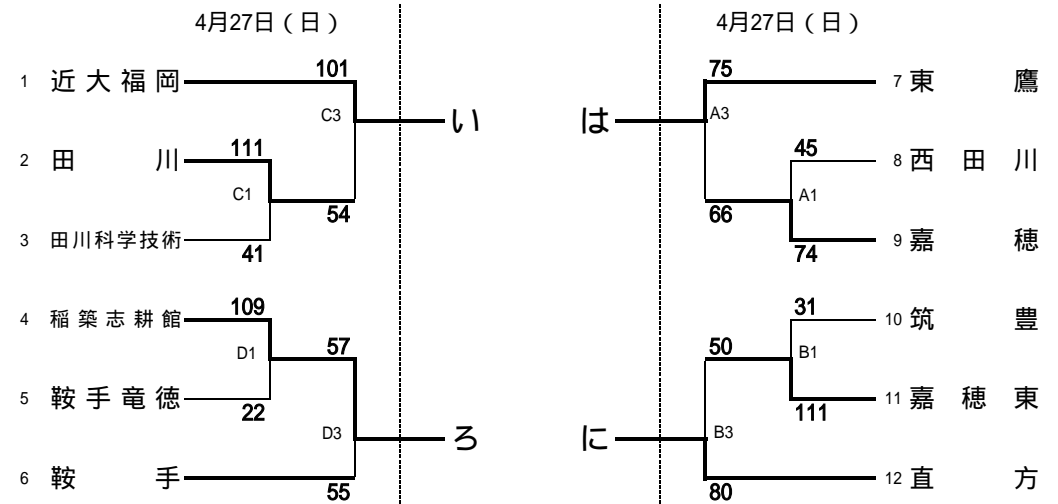 4月27日（日）
4月27日（日）
1 近大福岡 101
C3
い
2 田川 111
C1
54
3 田川科学技術 41
4 稲築志耕館 109
D1
57
5 鞍手竜徳 22
D3
ろ
6 鞍手 55
75 7 東鷹
は
A3
45 8 西田川
A1
66
74 9 嘉穂
31 10 筑豊
50
B1
111 11 嘉穂東
に
B3
80 12 直方